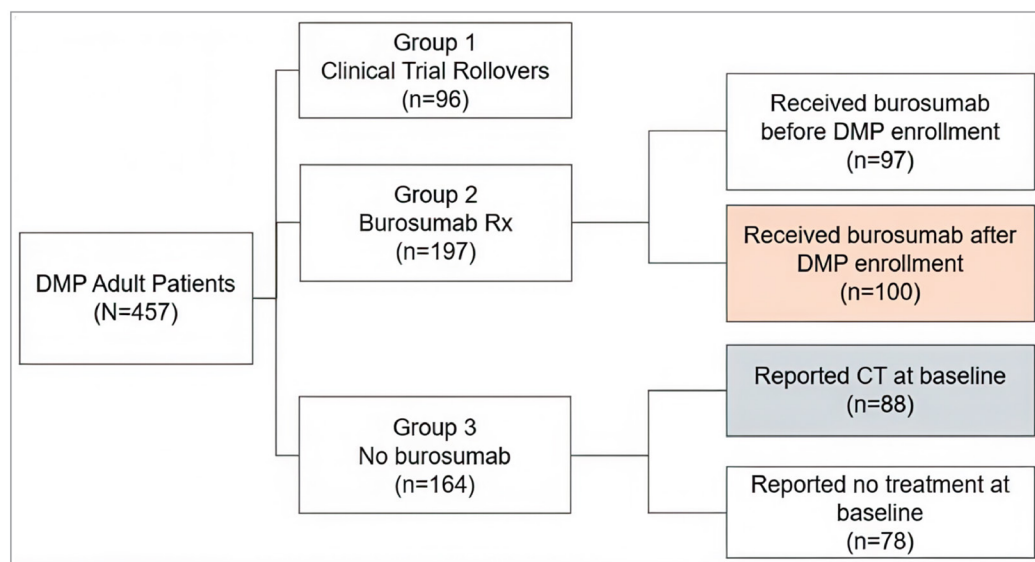 DMP Adult Patients
(N=457)
Group 1
Clinical Trial Rollovers
(n=96)
Group 2
Burosumab Rx
(n=197)
Group 3
No burosumab
(n=164)
Received burosumab
before DMP enrollment
(n=97)
Received burosumab after
DMP enrollment
(n=100)
Reported CT at baseline
(n=88)
Reported no treatment at
baseline
(n=78)